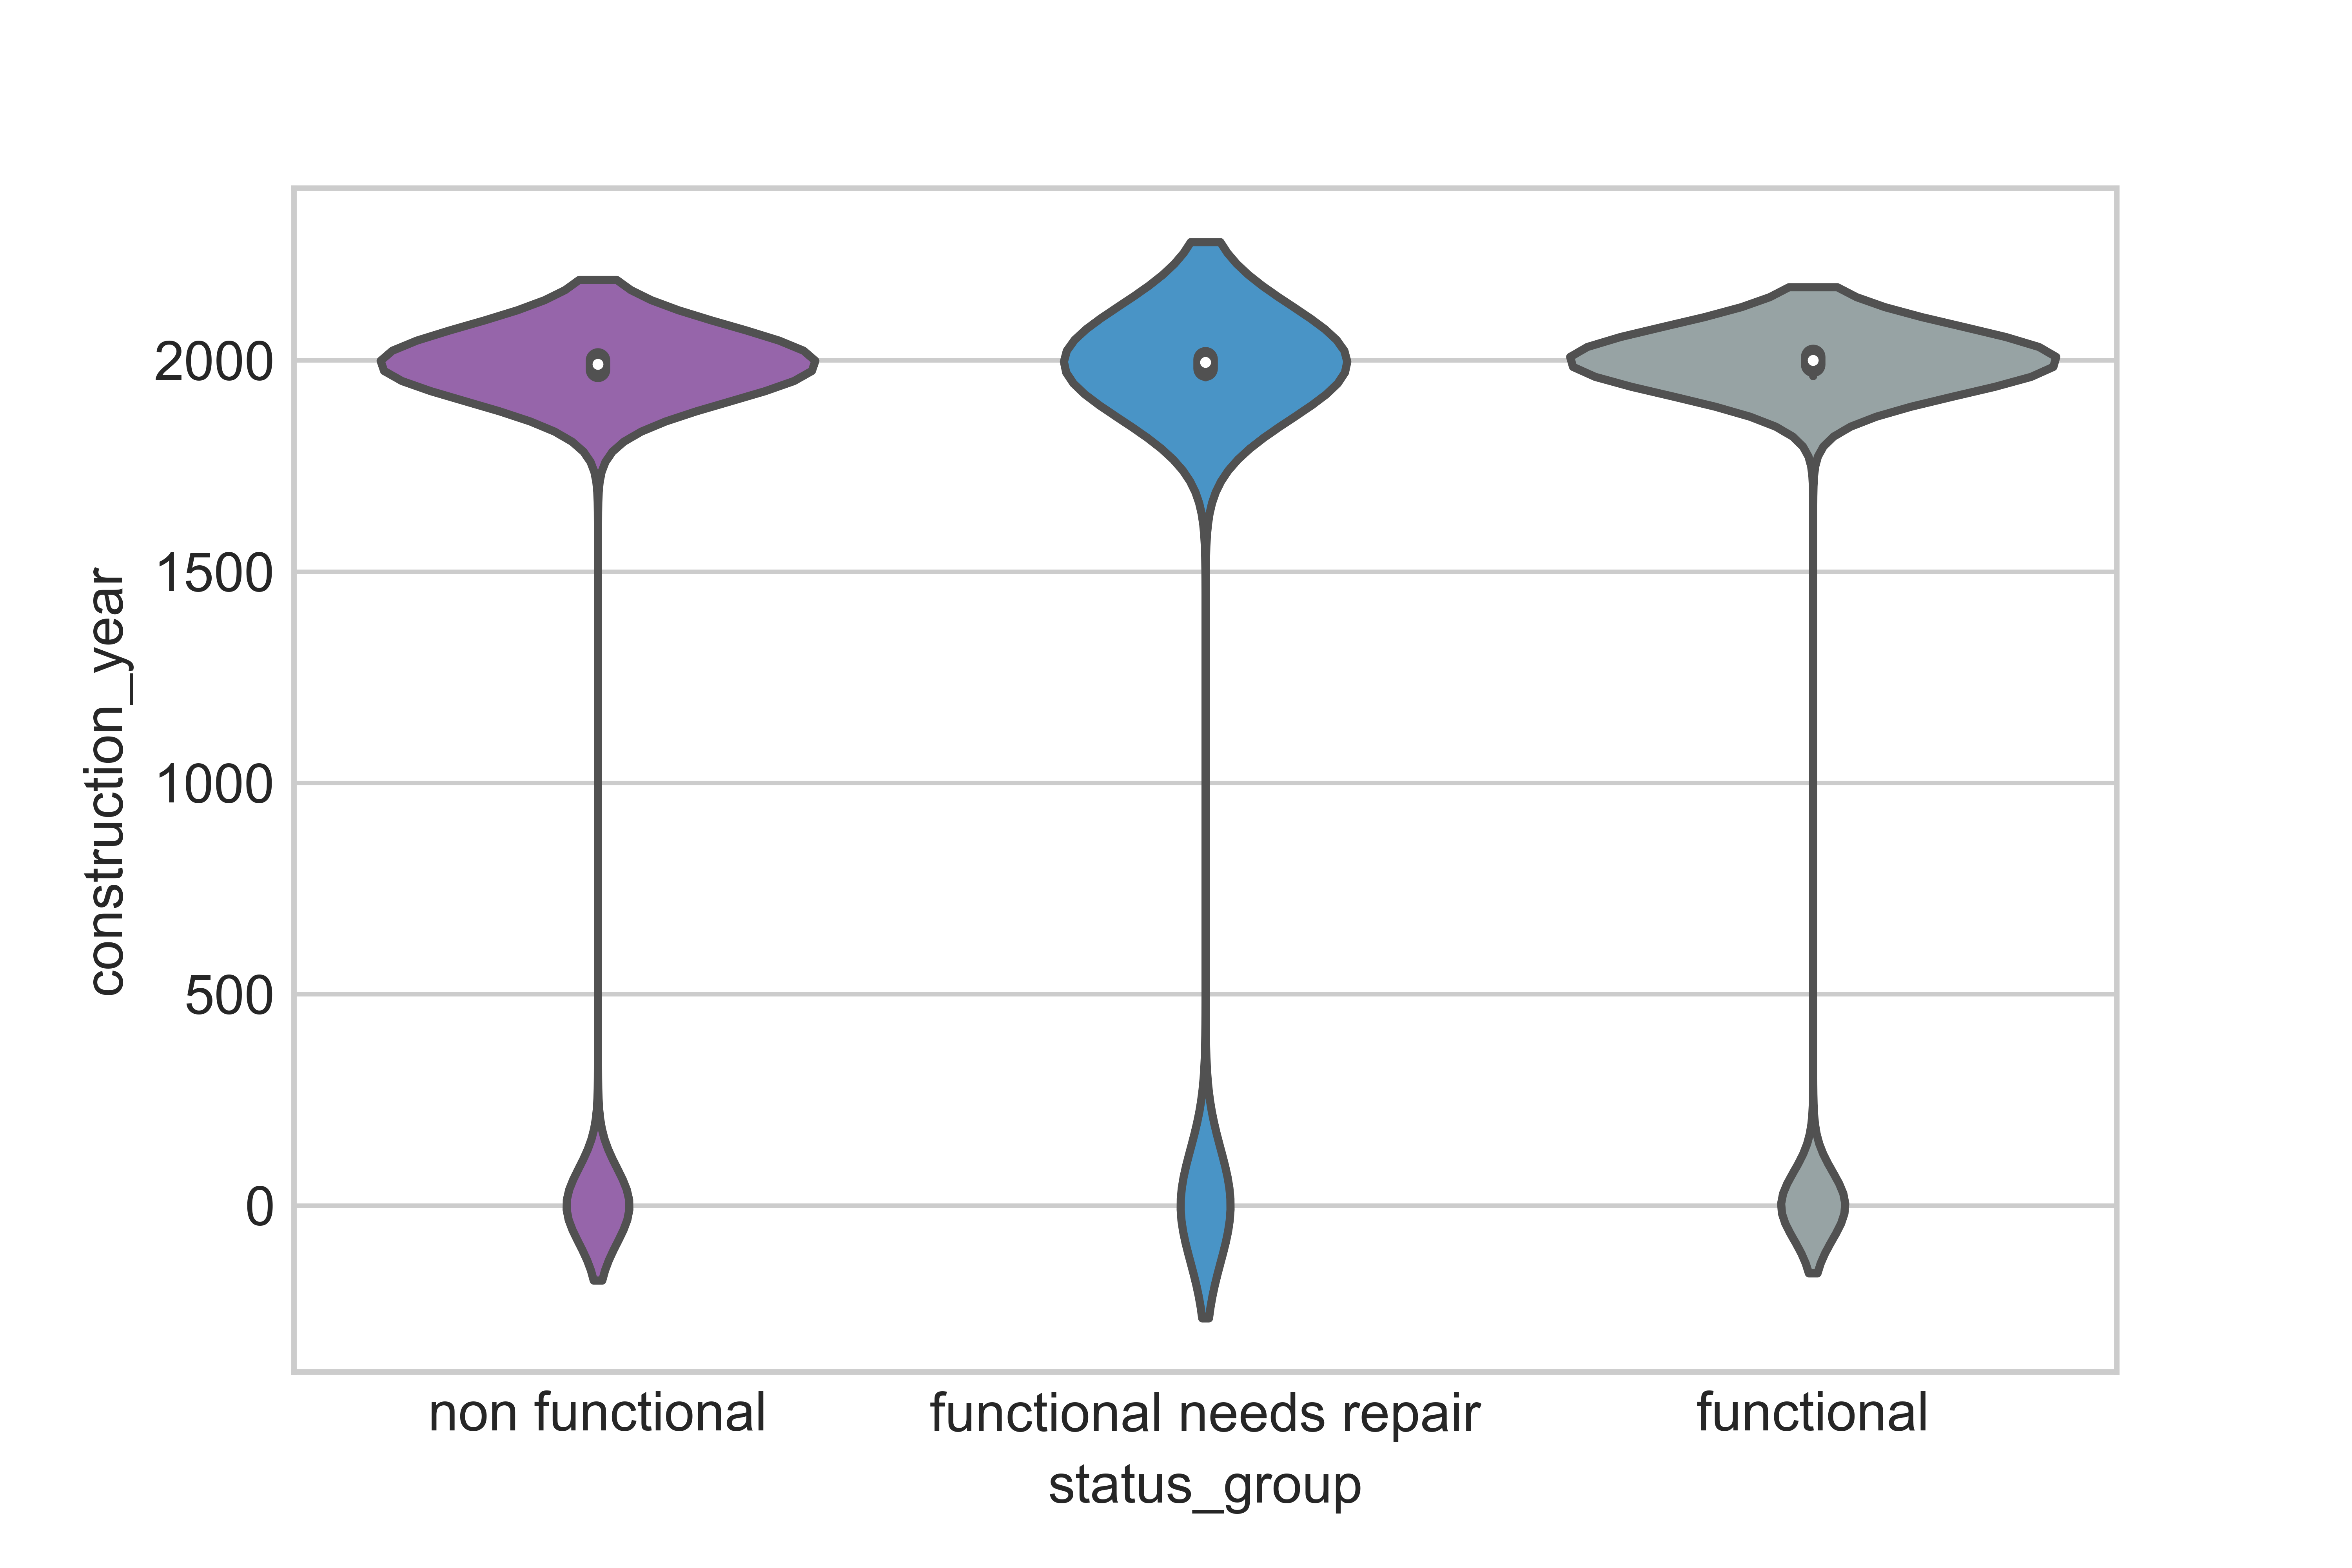 construction_year
2000
1500
1000
500
0
non functional
functional needs repair
functional
status_group